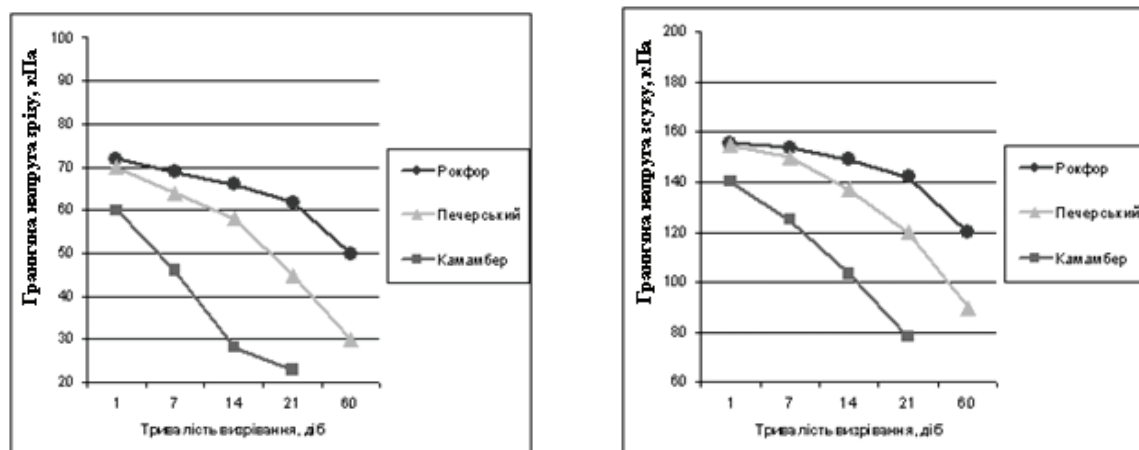 Гранична напруга зрізу, кПа
100
90
80
70
60
50
40
30
20
1 7 14 21 60
Тривалість визрівання, діб
Рокфор
Печерський
Камамбер
Гранична напруга зсуву, кПа
200
180
160
140
120
100
80
60
1 7 14 21 60
Тривалість визрівання, діб
Рокфор
Печерський
Камамбер